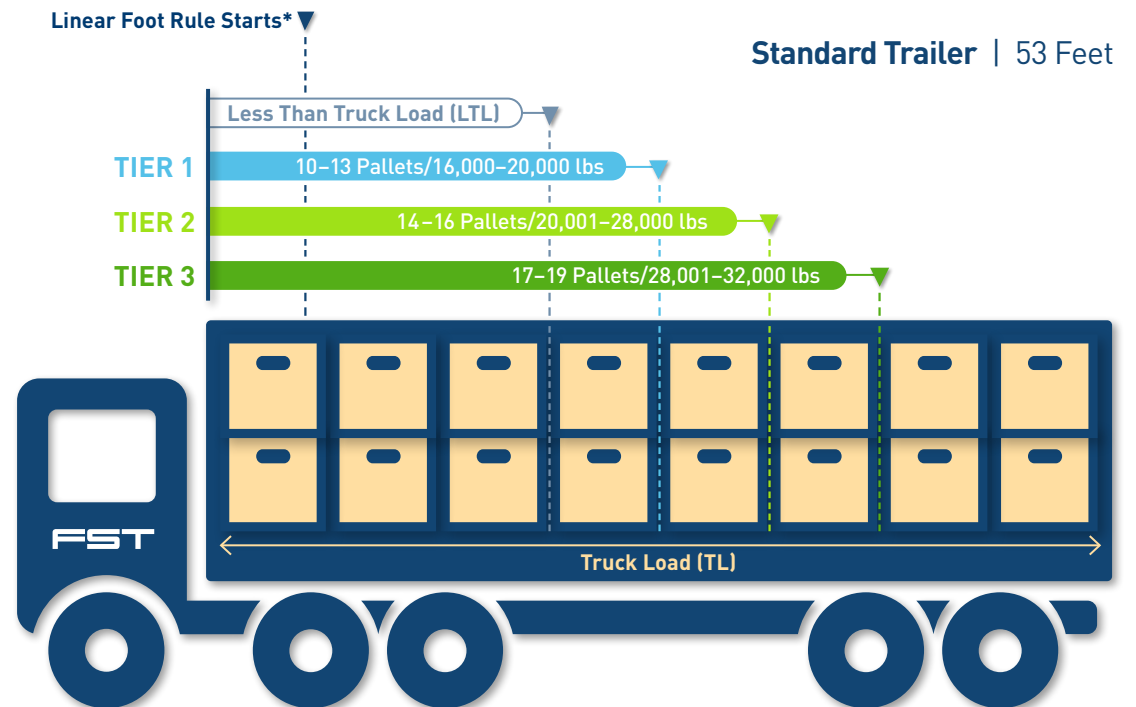 Linear Foot Rule Starts*
Standard Trailer | 53 Feet
Less Than Truck Load (LTL)
TIER 1
10–13 Pallets/16,000–20,000 lbs
TIER 2
14–16 Pallets/20,001–28,000 lbs
TIER 3
17–19 Pallets/28,001–32,000 lbs
FST
Truck Load (TL)